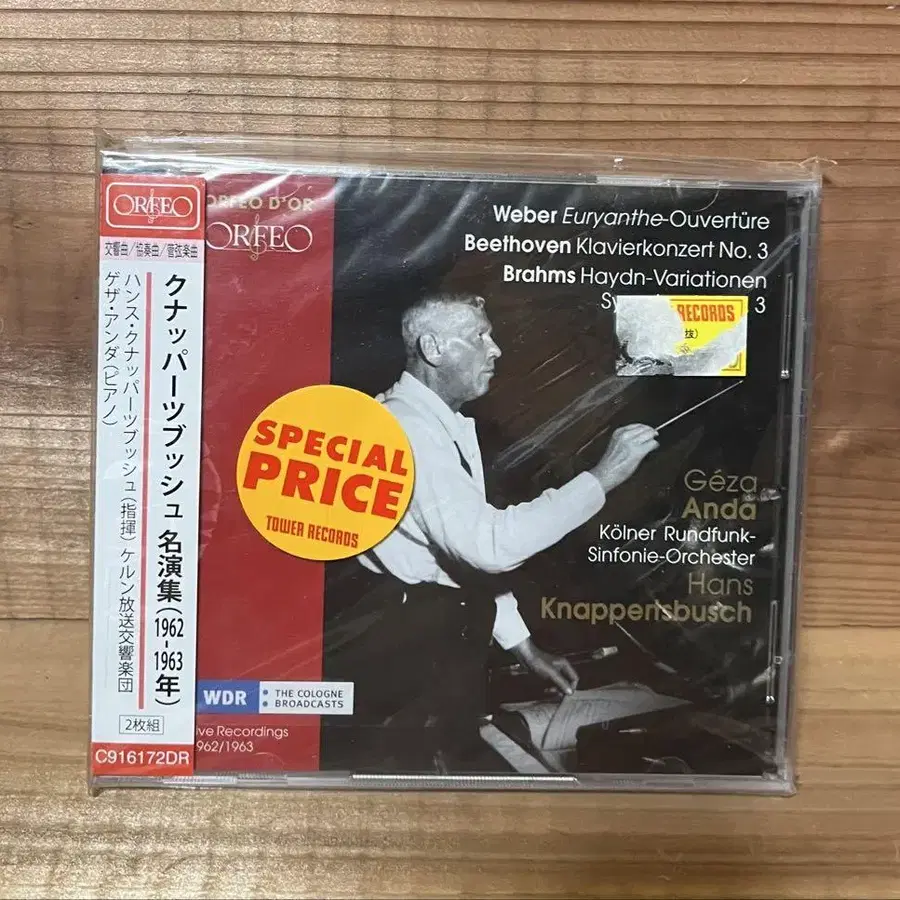 ORFEO
交響曲/協奏曲/管弦楽曲
クナッパーツブッシュ 名演集(1962-1963年)
ハンス・クナッパーツブッシュ(指揮) ケルン放送交響楽団
ゲザ・アンダ(ピアノ)
2枚組
C916172DR
ORFEO D'OR
ORFEO
Weber Euryanthe-Ouvertüre
Beethoven Klavierkonzert No. 3
Brahms Haydn-Variationen
3
RECORDS
抜)
SPECIAL
PRICE
TOWER RECORDS
Géza
Anda
Kölner Rundfunk-
Sinfonie-Orchester
Hans
Knappertsbusch
WDR
THE COLOGNE
BROADCASTS
Recordings
962/1963